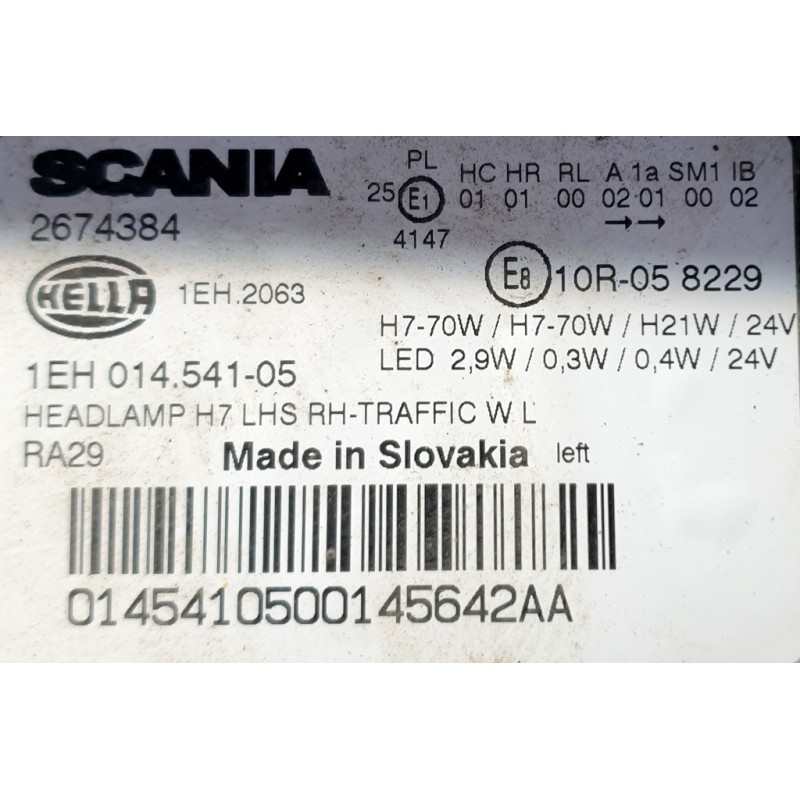 SCANIA
2674384
HELLA 1EH.2063
1EH 014.541-05
HEADLAMP H7 LHS RH-TRAFFIC W L
RA29 Made in Slovakia left
PL HC HR RL A 1a SM1 IB
25 E1 01 01 00 02 01 00 02
→→
4147
E8 10R-05 8229
H7-70W / H7-70W / H21W / 24V
LED 2,9W / 0,3W / 0,4W / 24V
0145410500145642AA